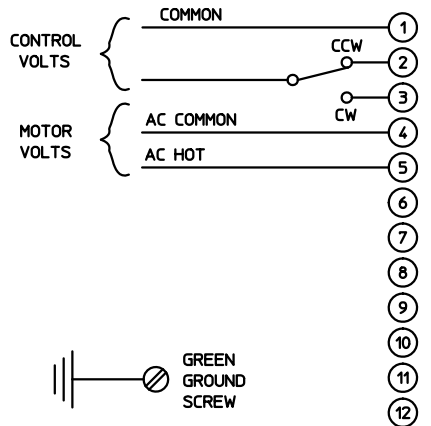 COMMON
1
CONTROL
VOLTS
CCW
2
3
CW
MOTOR
VOLTS
AC COMMON
4
AC HOT
5
6
7
8
9
10
GREEN
GROUND
SCREW
11
12